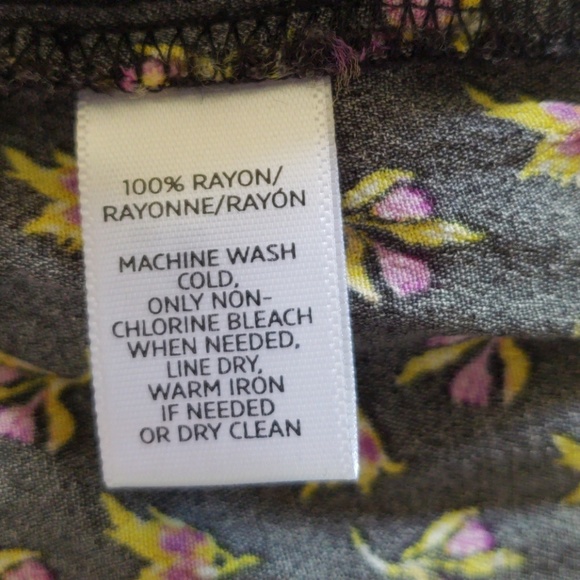 100% RAYON/
RAYONNE/RAYÓN
MACHINE WASH
COLD,
ONLY NON-
CHLORINE BLEACH
WHEN NEEDED,
LINE DRY,
WARM IRON
IF NEEDED
OR DRY CLEAN